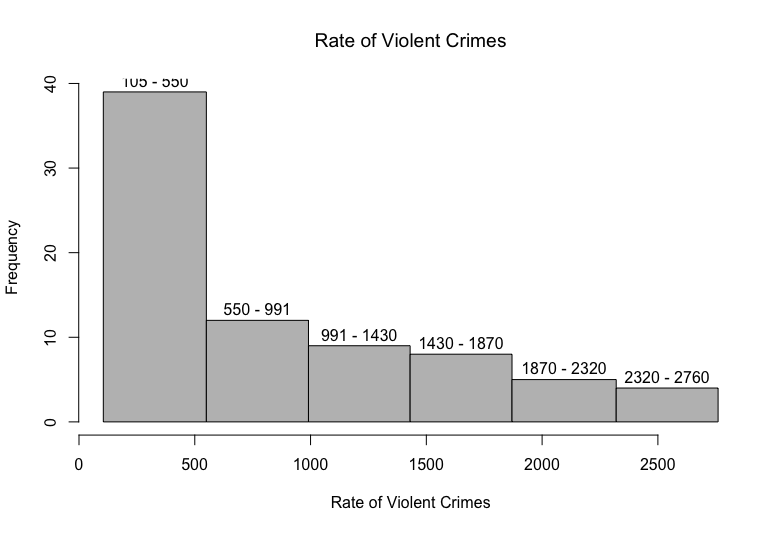 Rate of Violent Crimes
105 - 550
550 - 991
991 - 1430
1430 - 1870
1870 - 2320
2320 - 2760
Frequency
40
30
20
10
0
0 500 1000 1500 2000 2500
Rate of Violent Crimes